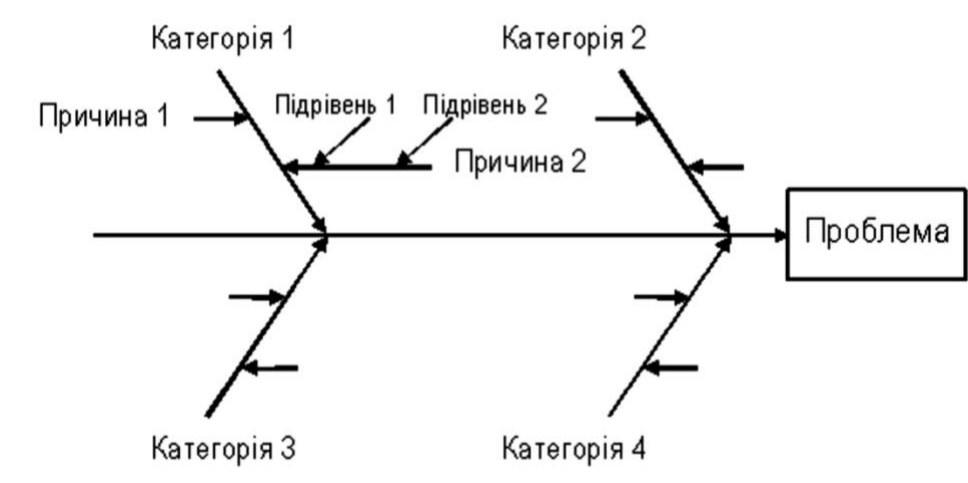 Категорія 1
Категорія 2
Підрівень 1
Підрівень 2
Причина 1
Причина 2
Проблема
Категорія 3
Категорія 4